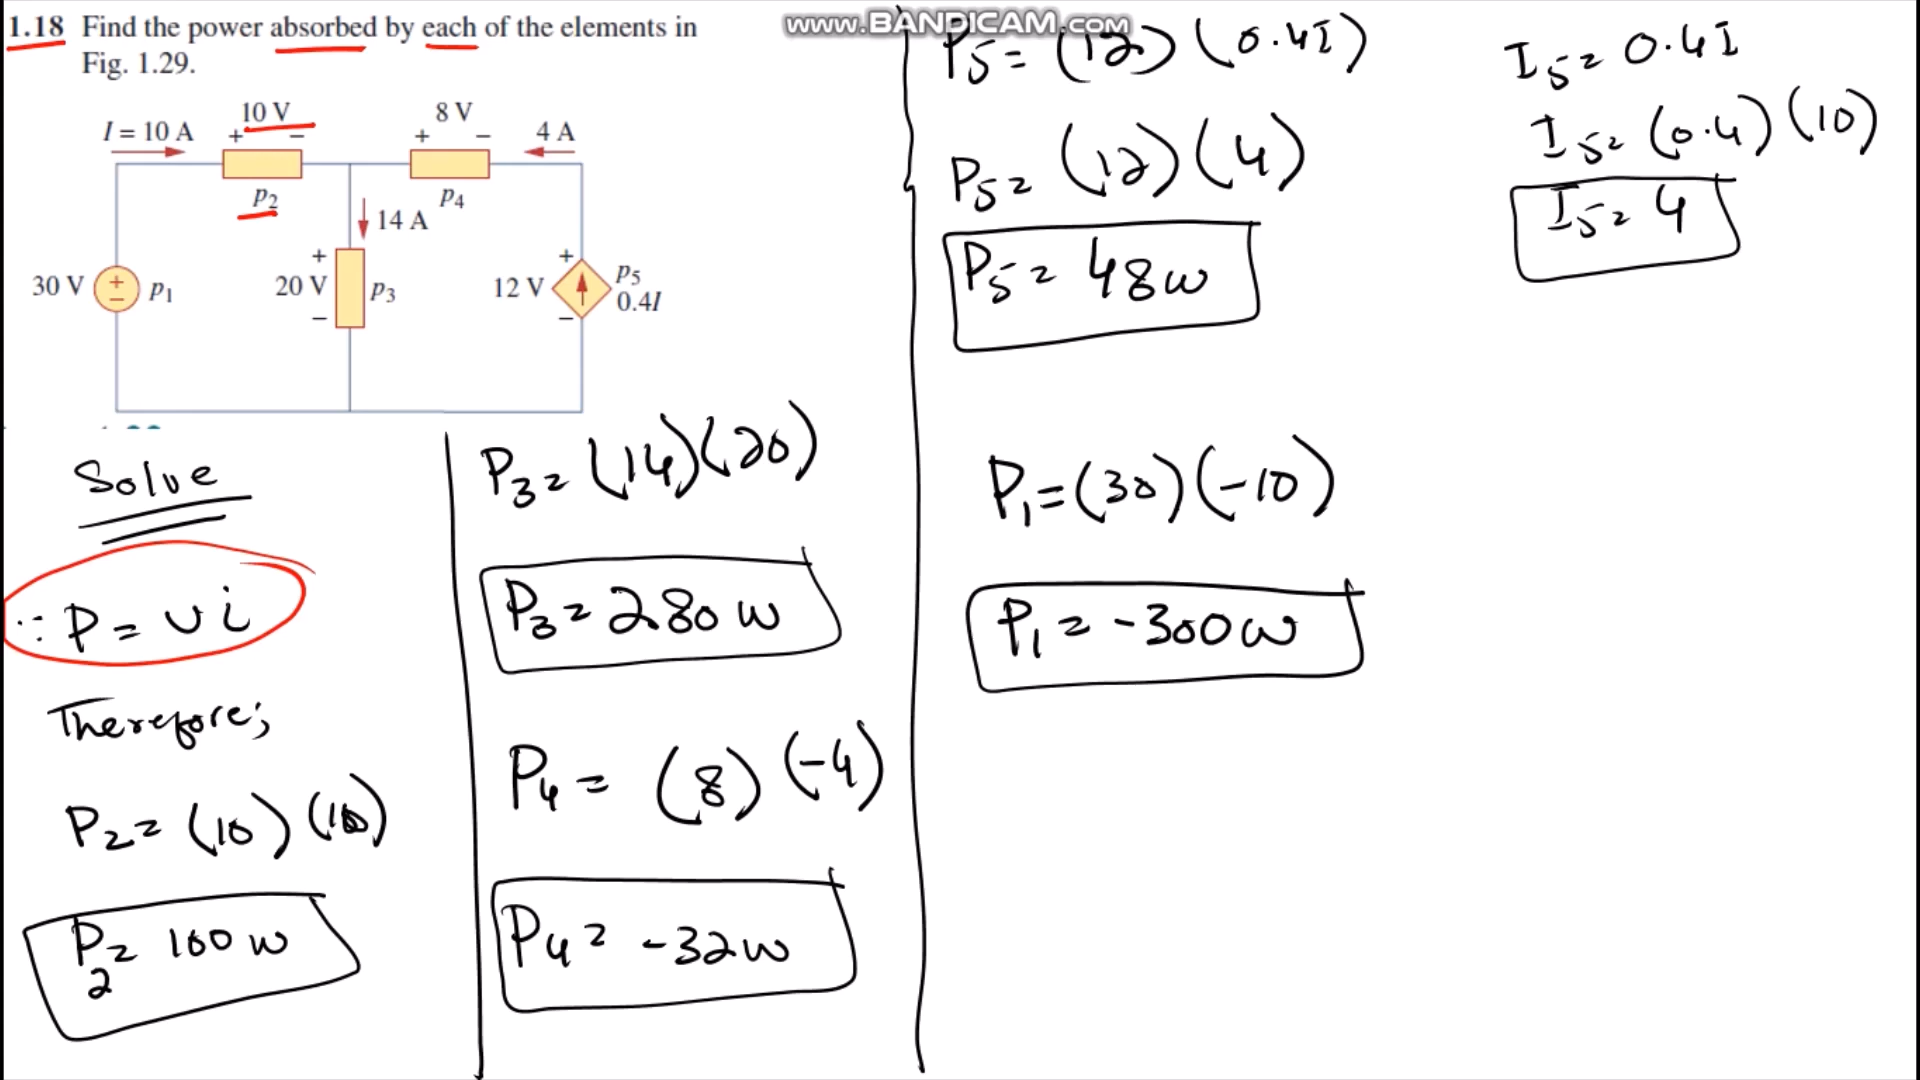 www.BANDICAM.com
1.18 Find the power absorbed by each of the elements in
Fig. 1.29.
I = 10 A
10 V
+ −
8 V
+ −
4 A
p2
p4
14 A
30 V
+
−
p1
+
20 V
−
p3
+
12 V
−
p5
0.4I
Solve
∵ P = vi
Therefore;
P2 = (10) (10)
P2 = 100 w
P3 = (14)(20)
P3 = 280 w
P4 = (8) (-4)
P4 = -32w
P5 = (12) (0.4I)
P5 = (12) (4)
P5 = 48w
P1 = (30) (-10)
P1 = -300w
I5 = 0.4I
I5 = (0.4) (10)
I5 = 4